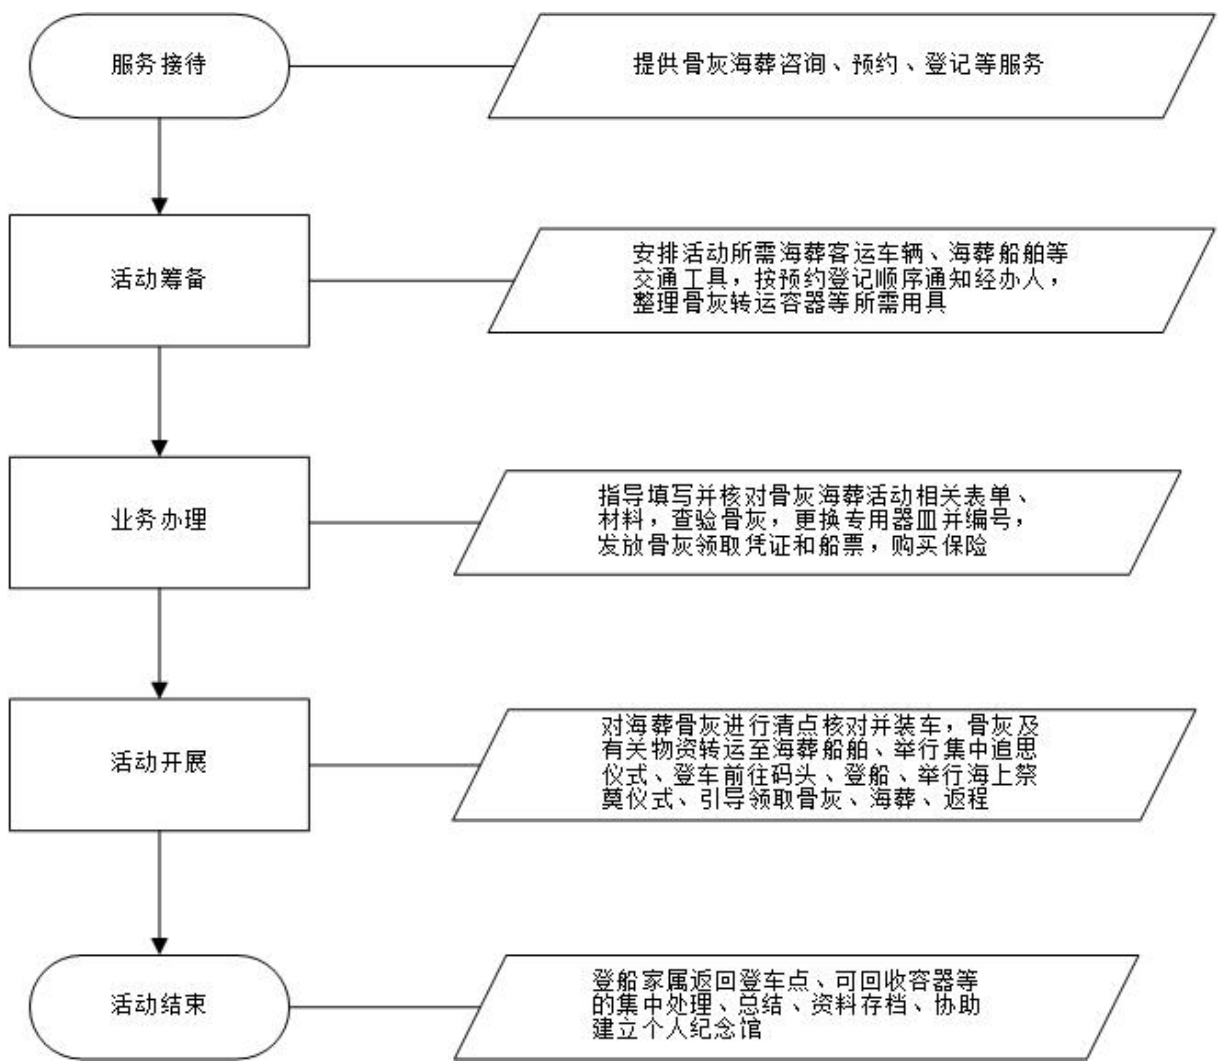 服务接待
提供骨灰海葬咨询、预约、登记等服务
活动筹备
安排活动所需海葬客运车辆、海葬船舶等
交通工具，按预约登记顺序通知经办人，
整理骨灰转运容器等所需用具
业务办理
指导填写并核对骨灰海葬活动相关表单、
材料，查验骨灰，更换专用器皿并编号，
发放骨灰领取凭证和船票，购买保险
活动开展
对海葬骨灰进行清点核对并装车，骨灰及
有关物资转运至海葬船舶、举行集中追思
仪式、登车前往码头、登船、举行海上祭
奠仪式、引导领取骨灰、海葬、返程
活动结束
登船家属返回登车点、可回收容器等
的集中处理、总结、资料存档、协助
建立个人纪念馆